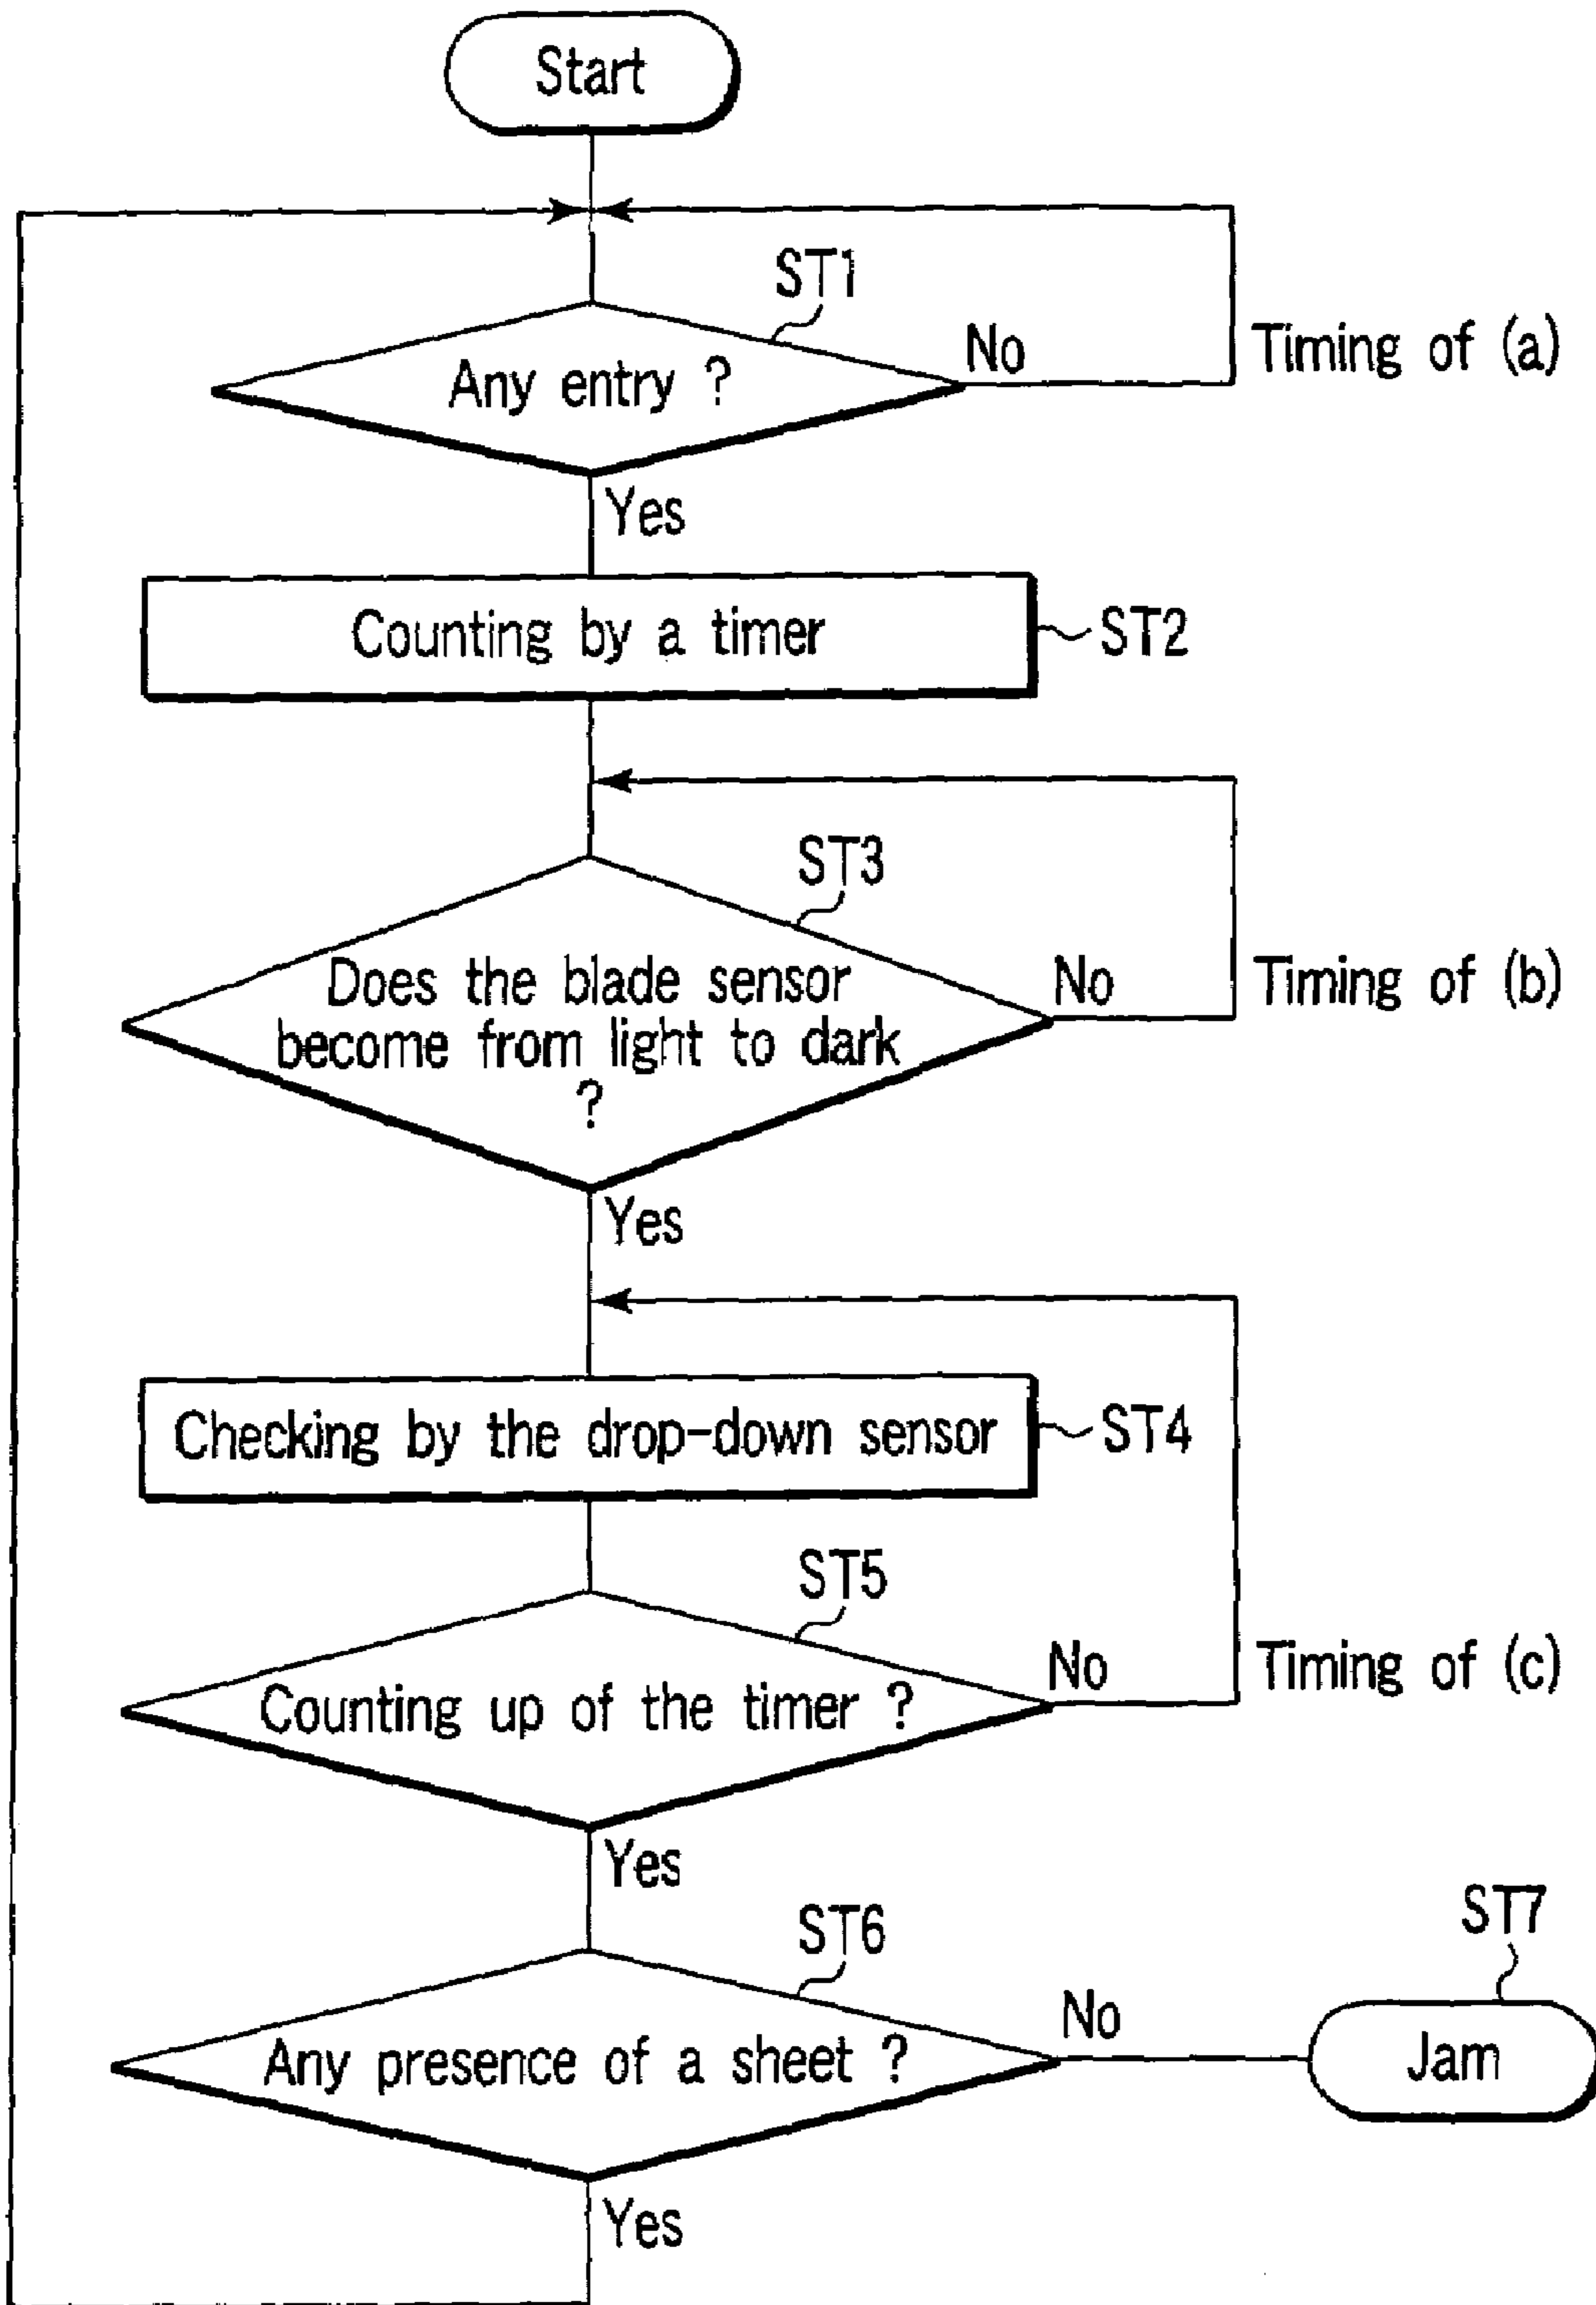 Start
ST1
Any entry ?
No
Timing of (a)
Yes
Counting by a timer
ST2
ST3
Does the blade sensor
become from light to dark
?
No
Timing of (b)
Yes
Checking by the drop-down sensor
ST4
ST5
Counting up of the timer ?
No
Timing of (c)
Yes
ST6
ST7
Any presence of a sheet ?
No
Jam
Yes